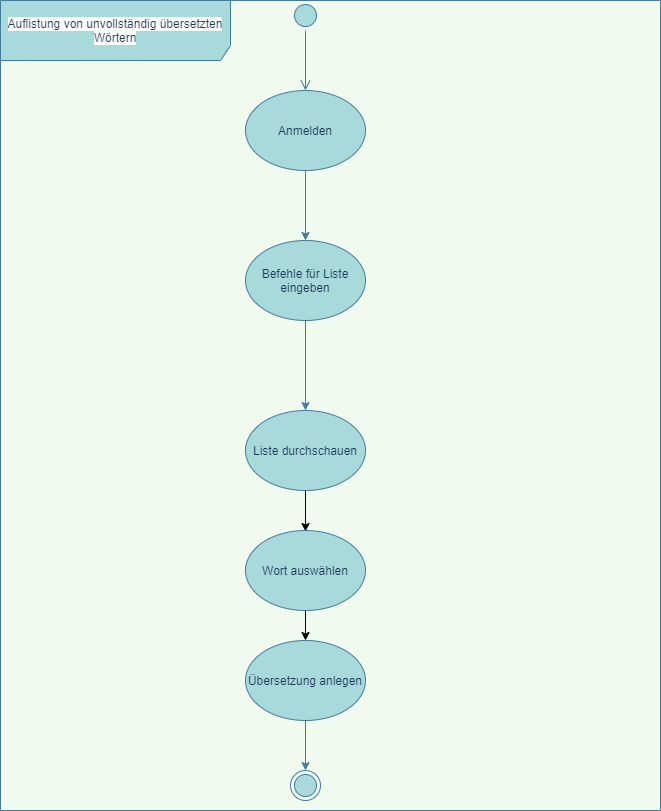 Auflistung von unvollständig übersetzten
Wörtern
Anmelden
Befehle für Liste
eingeben
Liste durchschauen
Wort auswählen
Übersetzung anlegen